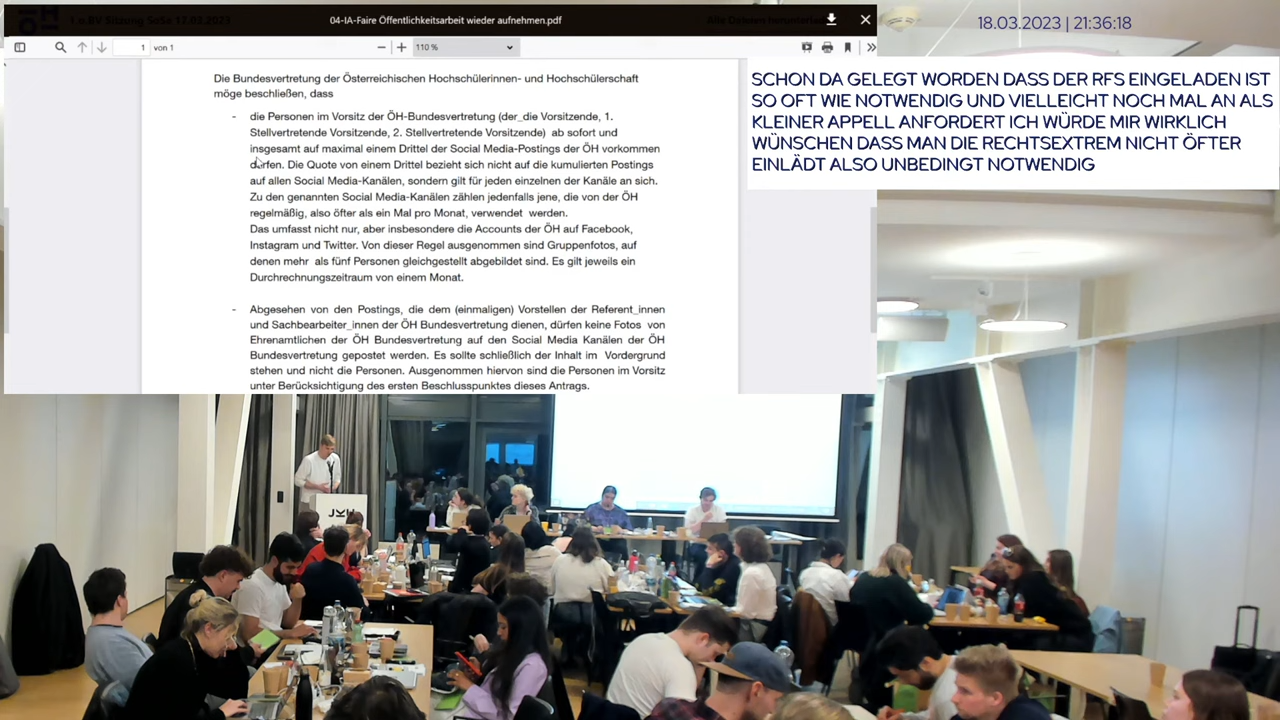 1 o BV Sitzung SoSe 17.03.2023
04-IA-Faire Öffentlichkeitsarbeit wieder aufnehmen.pdf
18.03.2023 | 21:36:18
1 von 1
110 %
Die Bundesvertretung der Österreichischen Hochschülerinnen- und Hochschülerschaft
möge beschließen, dass
- die Personen im Vorsitz der ÖH-Bundesvertretung (der_die Vorsitzende, 1.
Stellvertretende Vorsitzende, 2. Stellvertretende Vorsitzende) ab sofort und
insgesamt auf maximal einem Drittel der Social Media-Postings der ÖH vorkommen
dürfen. Die Quote von einem Drittel bezieht sich nicht auf die kumulierten Postings
auf allen Social Media-Kanälen, sondern gilt für jeden einzelnen der Kanäle an sich.
Zu den genannten Social Media-Kanälen zählen jedenfalls jene, die von der ÖH
regelmäßig, also öfter als ein Mal pro Monat, verwendet werden.
Das umfasst nicht nur, aber insbesondere die Accounts der ÖH auf Facebook,
Instagram und Twitter. Von dieser Regel ausgenommen sind Gruppenfotos, auf
denen mehr als fünf Personen gleichgestellt abgebildet sind. Es gilt jeweils ein
Durchrechnungszeitraum von einem Monat.
- Abgesehen von den Postings, die dem (einmaligen) Vorstellen der Referent_innen
und Sachbearbeiter_innen der ÖH Bundesvertretung dienen, dürfen keine Fotos von
Ehrenamtlichen der ÖH Bundesvertretung auf den Social Media Kanälen der ÖH
Bundesvertretung gepostet werden. Es sollte schließlich der Inhalt im Vordergrund
stehen und nicht die Personen. Ausgenommen hiervon sind die Personen im Vorsitz
unter Berücksichtigung des ersten Beschlusspunktes dieses Antrags.
SCHON DA GELEGT WORDEN DASS DER RFS EINGELADEN IST
SO OFT WIE NOTWENDIG UND VIELLEICHT NOCH MAL AN ALS
KLEINER APPELL ANFORDERT ICH WÜRDE MIR WIRKLICH
WÜNSCHEN DASS MAN DIE RECHTSEXTREM NICHT ÖFTER
EINLÄDT ALSO UNBEDINGT NOTWENDIG
JKU